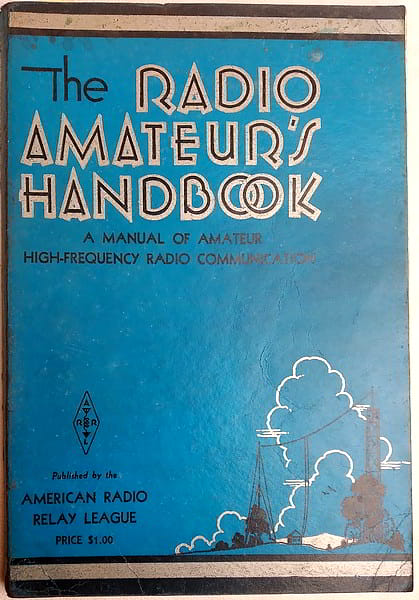 The RADIO
AMATEUR'S
HANDBOOK
A MANUAL OF AMATEUR
HIGH-FREQUENCY RADIO COMMUNICATION
A
R R
L
Published by the
AMERICAN RADIO
RELAY LEAGUE
PRICE $1.00